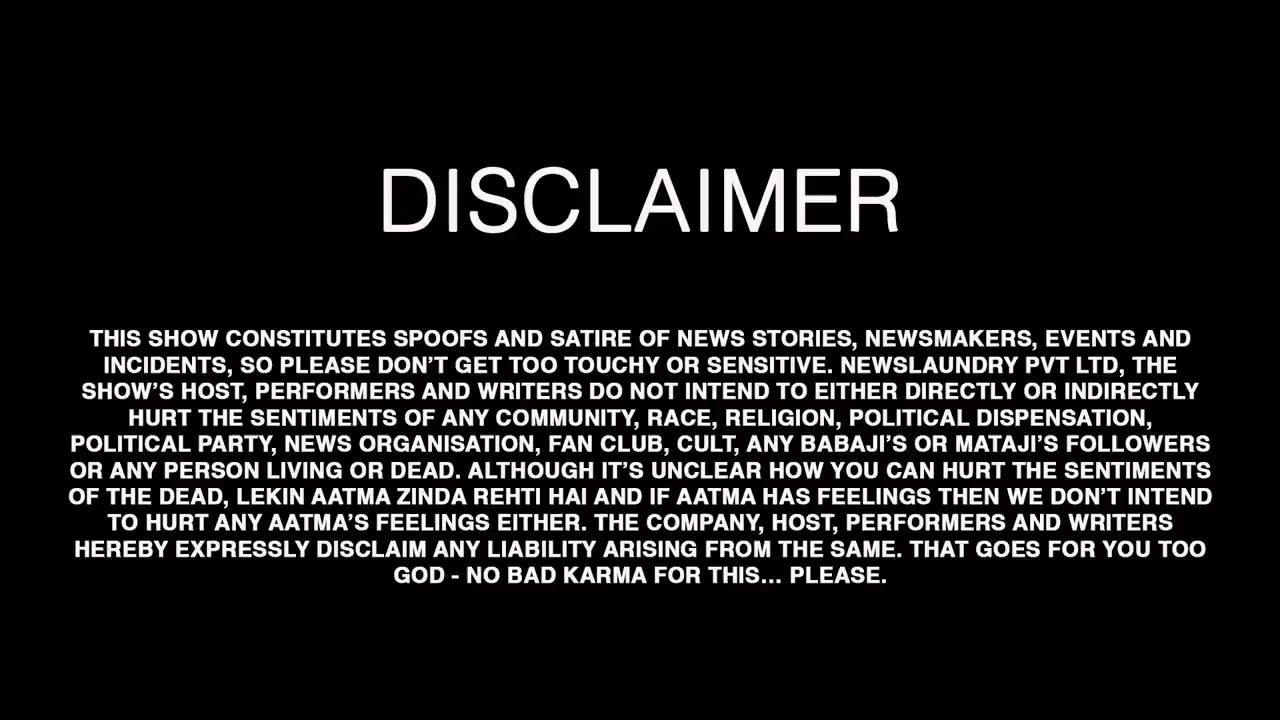 DISCLAIMER
THIS SHOW CONSTITUTES SPOOFS AND SATIRE OF NEWS STORIES, NEWSMAKERS, EVENTS AND
INCIDENTS, SO PLEASE DON’T GET TOO TOUCHY OR SENSITIVE. NEWSLAUNDRY PVT LTD, THE
SHOW’S HOST, PERFORMERS AND WRITERS DO NOT INTEND TO EITHER DIRECTLY OR INDIRECTLY
HURT THE SENTIMENTS OF ANY COMMUNITY, RACE, RELIGION, POLITICAL DISPENSATION,
POLITICAL PARTY, NEWS ORGANISATION, FAN CLUB, CULT, ANY BABAJI’S OR MATAJI’S FOLLOWERS
OR ANY PERSON LIVING OR DEAD. ALTHOUGH IT’S UNCLEAR HOW YOU CAN HURT THE SENTIMENTS
OF THE DEAD, LEKIN AATMA ZINDA REHTI HAI AND IF AATMA HAS FEELINGS THEN WE DON’T INTEND
TO HURT ANY AATMA’S FEELINGS EITHER. THE COMPANY, HOST, PERFORMERS AND WRITERS
HEREBY EXPRESSLY DISCLAIM ANY LIABILITY ARISING FROM THE SAME. THAT GOES FOR YOU TOO
GOD - NO BAD KARMA FOR THIS... PLEASE.